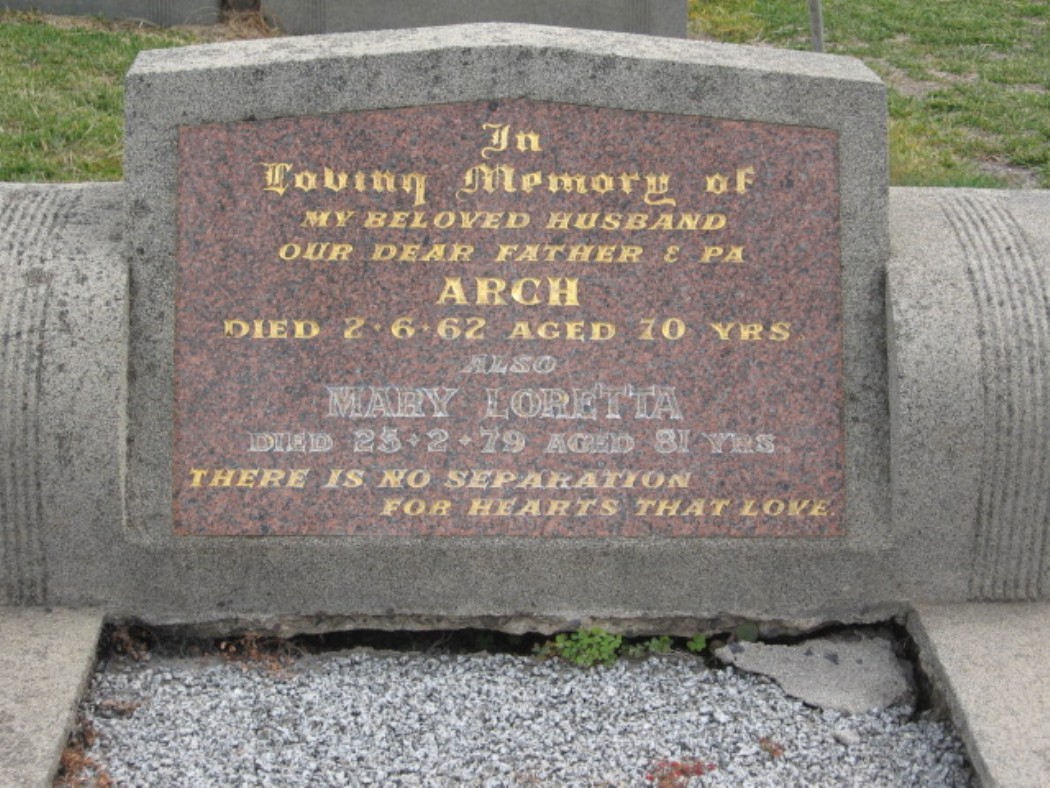 In
Loving Memory of
MY BELOVED HUSBAND
OUR DEAR FATHER & PA
ARCH
DIED 2·6·62 AGED 70 YRS.
ALSO
MARY LORETTA
DIED 25·2·79 AGED 81 YRS.
THERE IS NO SEPARATION
FOR HEARTS THAT LOVE.